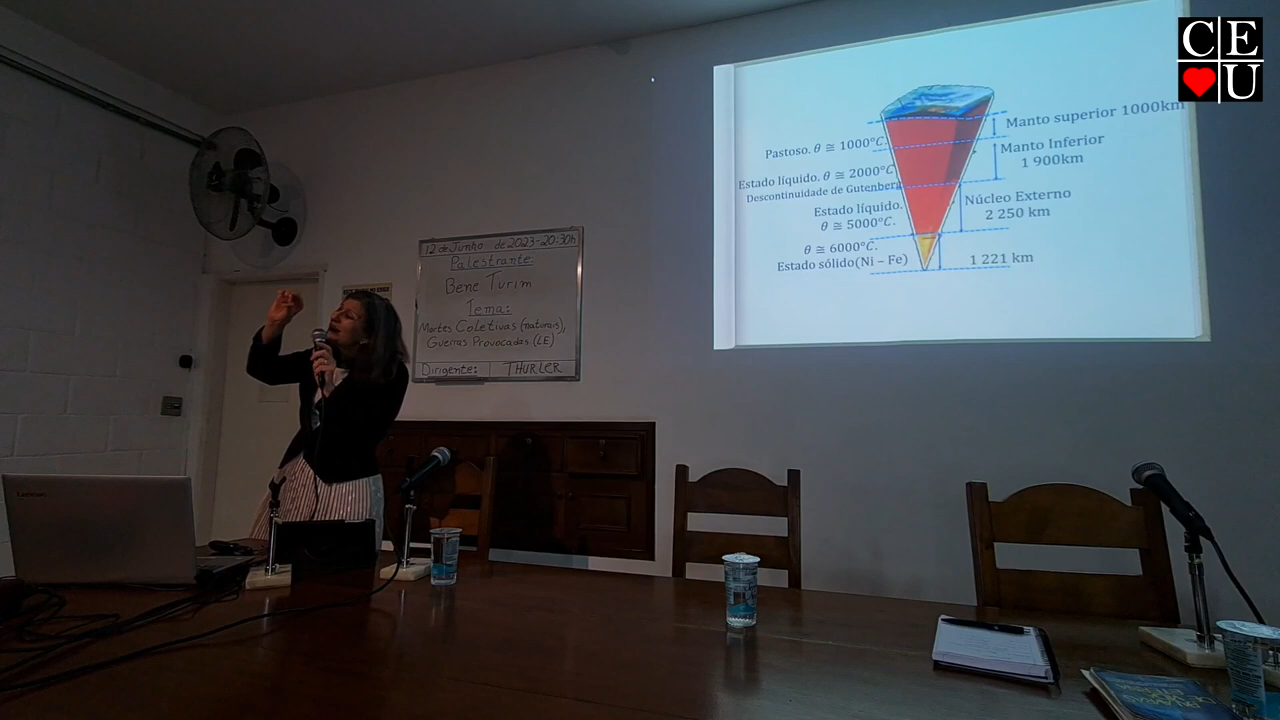 C E
U
12 de Junho de 2023-20:30h
Palestrante:
Bene Turim
Tema:
Mortes Coletivas (naturais),
Guerras Provocadas (LE)
Dirigente: THURLER
Manto superior 1000km
Pastoso. θ ≅ 1000°C.
Manto Inferior
1 900km
Estado líquido. θ ≅ 2000°C
Descontinuidade de Gutenberg
Núcleo Externo
2 250 km
Estado líquido.
θ ≅ 5000°C.
θ ≅ 6000°C.
Estado sólido(Ni – Fe)
1 221 km
Lenovo